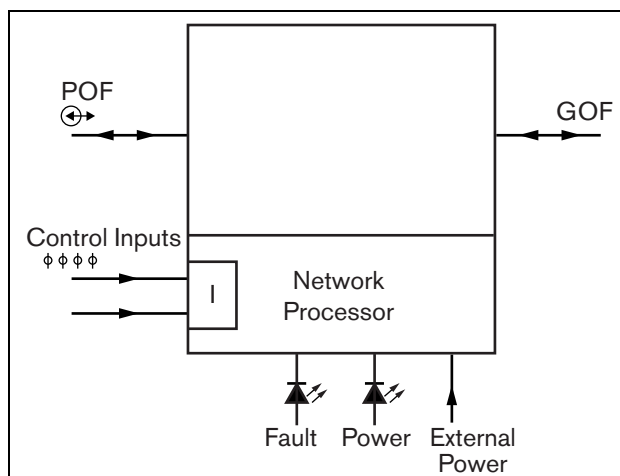 POF
GOF
Control Inputs
I
Network
Processor
Fault
Power
External
Power